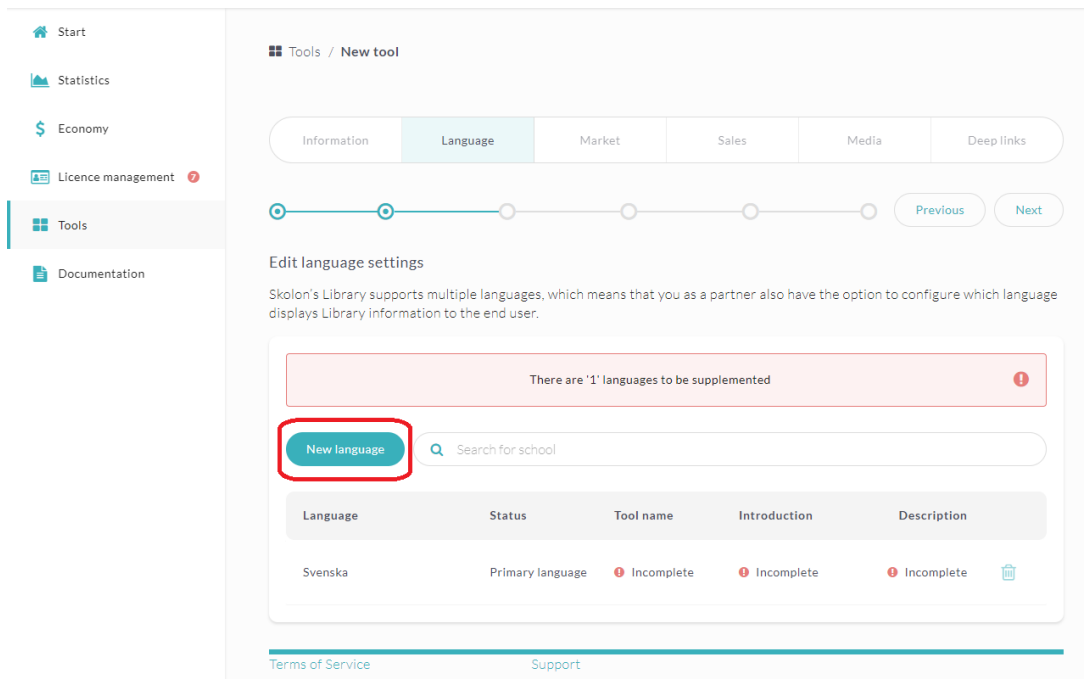 Start
Statistics
Economy
Licence management 7
Tools
Documentation
Tools / New tool
Information Language Market Sales Media Deep links
Previous Next
Edit language settings
Skolon's Library supports multiple languages, which means that you as a partner also have the option to configure which language
displays Library information to the end user.
There are '1' languages to be supplemented
New language Search for school
Language Status Tool name Introduction Description
Svenska Primary language Incomplete Incomplete Incomplete
Terms of Service Support